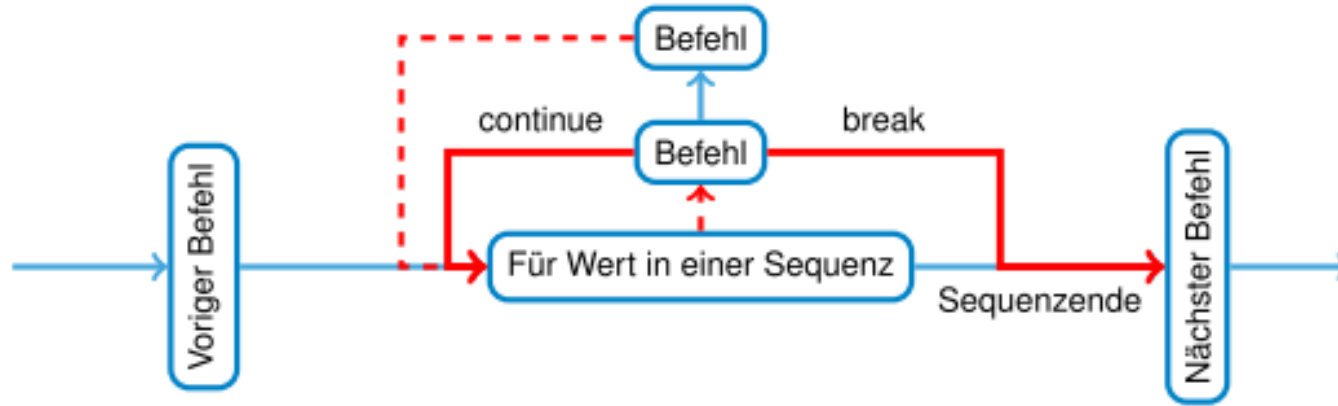 Befehl
continue
Befehl
break
Voriger Befehl
Für Wert in einer Sequenz
Sequenzende
Nächster Befehl